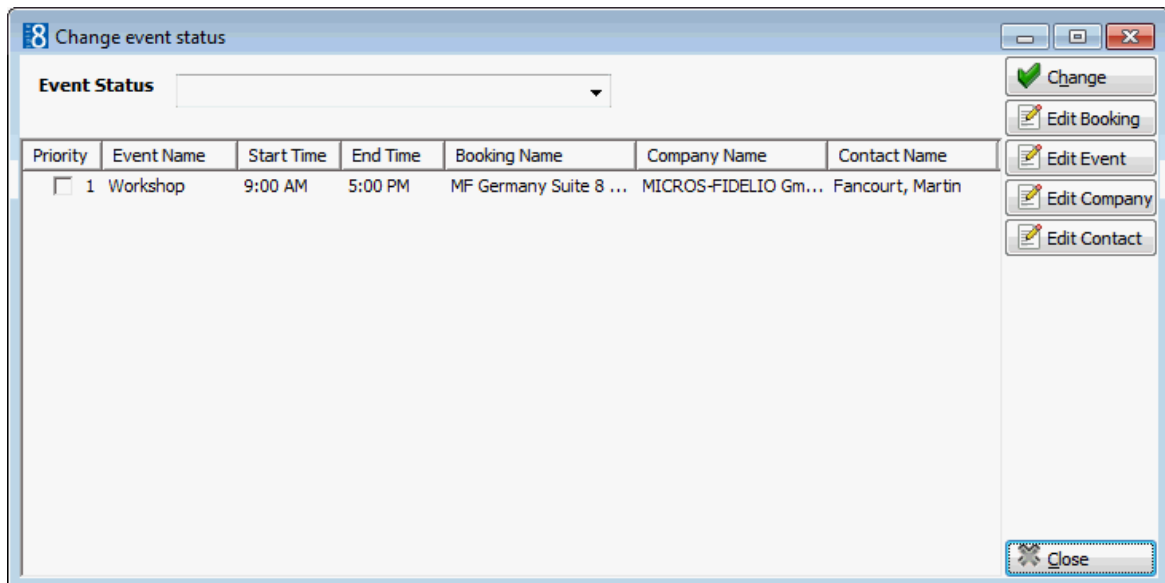 8 Change event status
Event Status
Change
Edit Booking
Priority Event Name Start Time End Time Booking Name Company Name Contact Name
Edit Event
1 Workshop 9:00 AM 5:00 PM MF Germany Suite 8 ... MICROS-FIDELIO Gm... Fancourt, Martin
Edit Company
Edit Contact
Close